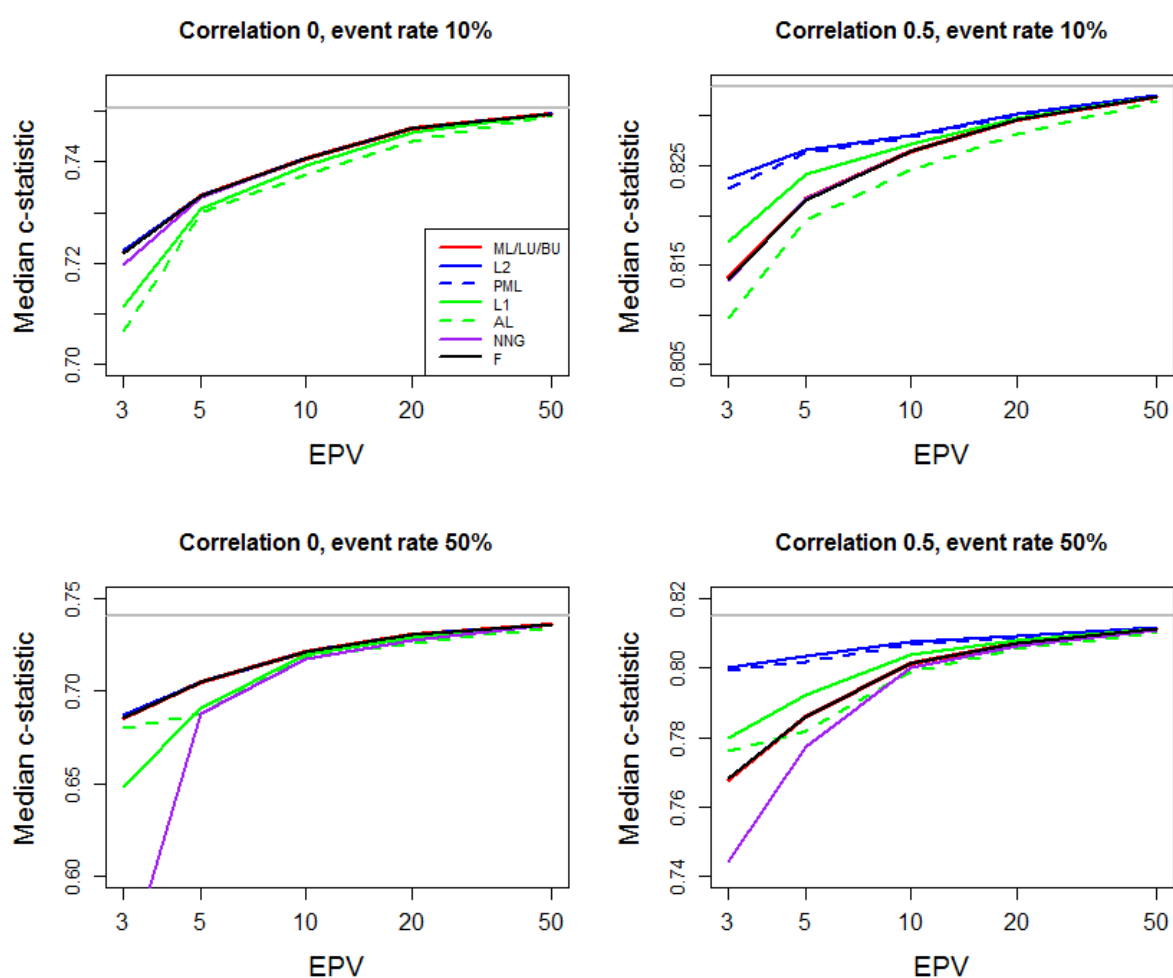 Correlation 0, event rate 10%
Median c-statistic
0.74
0.72
0.70
ML/LU/BU
L2
PML
L1
AL
NNG
F
3 5 10 20 50
EPV
Correlation 0.5, event rate 10%
Median c-statistic
0.825
0.815
0.805
3 5 10 20 50
EPV
Correlation 0, event rate 50%
Median c-statistic
0.75
0.70
0.65
0.60
3 5 10 20 50
EPV
Correlation 0.5, event rate 50%
Median c-statistic
0.82
0.80
0.78
0.76
0.74
3 5 10 20 50
EPV